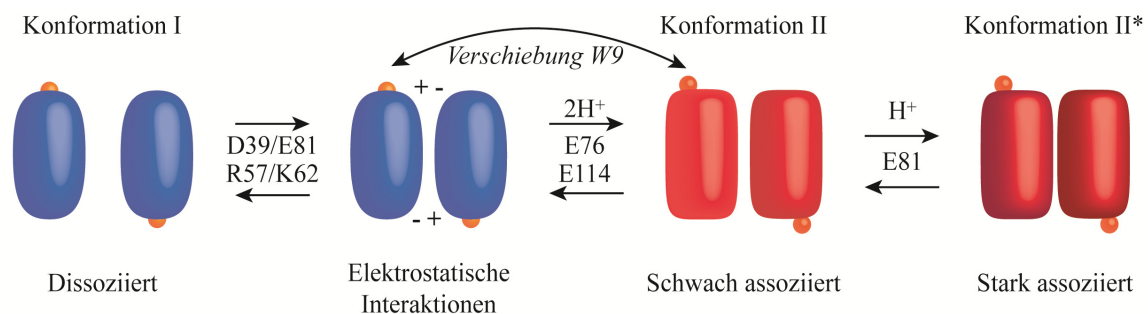 Konformation I
Konformation II
Konformation II*
Verschiebung W9
+ -
D39/E81
R57/K62
2H⁺
E76
E114
H⁺
E81
- +
Dissoziiert
Elektrostatische
Interaktionen
Schwach assoziiert
Stark assoziiert